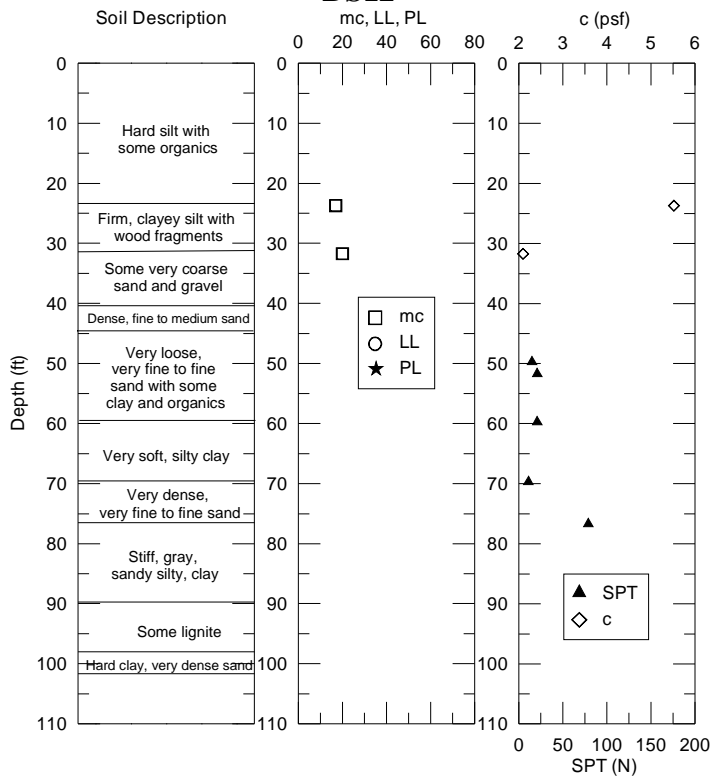 Soil Description
mc, LL, PL
c (psf)
0 20 40 60 80
2 3 4 5 6
0
10
20
30
40
50
60
70
80
90
100
110
Depth (ft)
Hard silt with
some organics
Firm, clayey silt with
wood fragments
Some very coarse
sand and gravel
Dense, fine to medium sand
Very loose,
very fine to fine
sand with some
clay and organics
Very soft, silty clay
Very dense,
very fine to fine sand
Stiff, gray,
sandy silty, clay
Some lignite
Hard clay, very dense sand
0
10
20
30
40
50
60
70
80
90
100
110
mc
LL
PL
0
10
20
30
40
50
60
70
80
90
100
110
SPT
c
0 50 100 150 200
SPT (N)